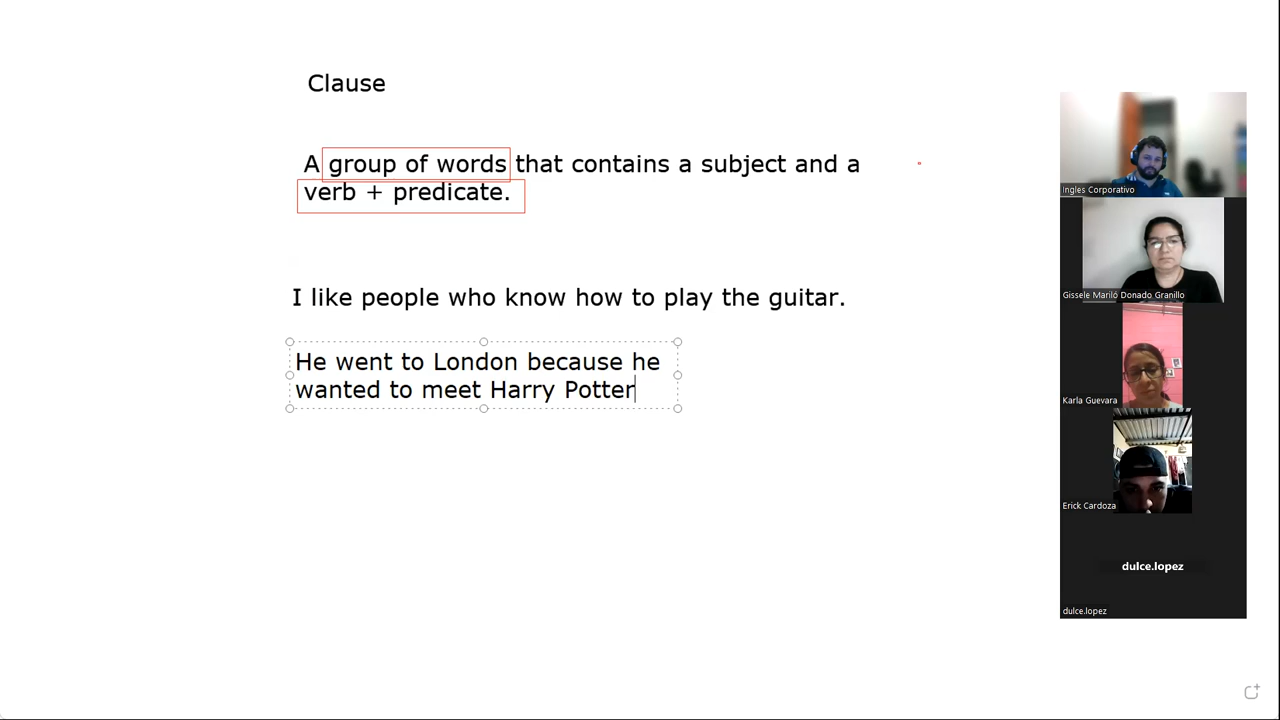 Clause
A group of words that contains a subject and a
verb + predicate.
I like people who know how to play the guitar.
He went to London because he
wanted to meet Harry Potter
Ingles Corporativo
Gissele Mariló Donado Granillo
Karla Guevara
Erick Cardoza
dulce.lopez
dulce.lopez